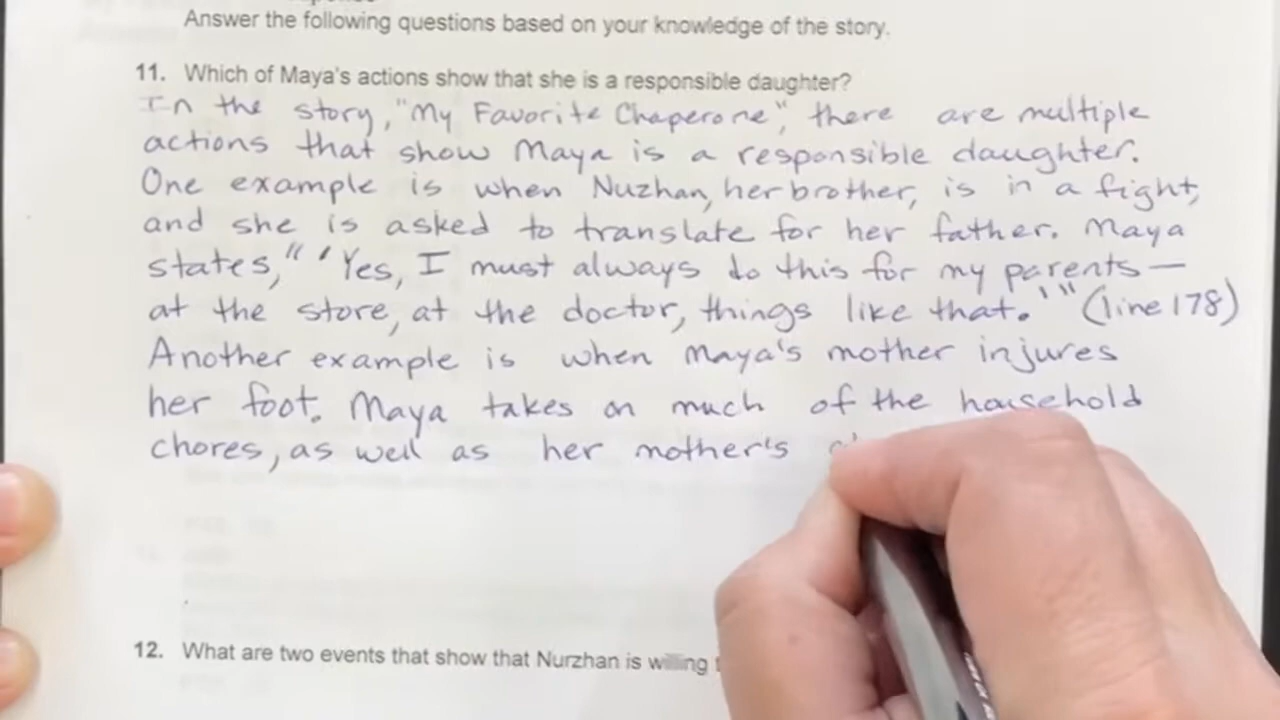 Answer the following questions based on your knowledge of the story.
11. Which of Maya's actions show that she is a responsible daughter?
In the story, "My Favorite Chaperone", there are multiple
actions that show Maya is a responsible daughter.
One example is when Nuzhan, her brother, is in a fight,
and she is asked to translate for her father. Maya
states, "'Yes, I must always do this for my parents—
at the store, at the doctor, things like that.'" (line 178)
Another example is when Maya's mother injures
her foot. Maya takes on much of the household
chores, as well as her mother's
12. What are two events that show that Nurzhan is willing